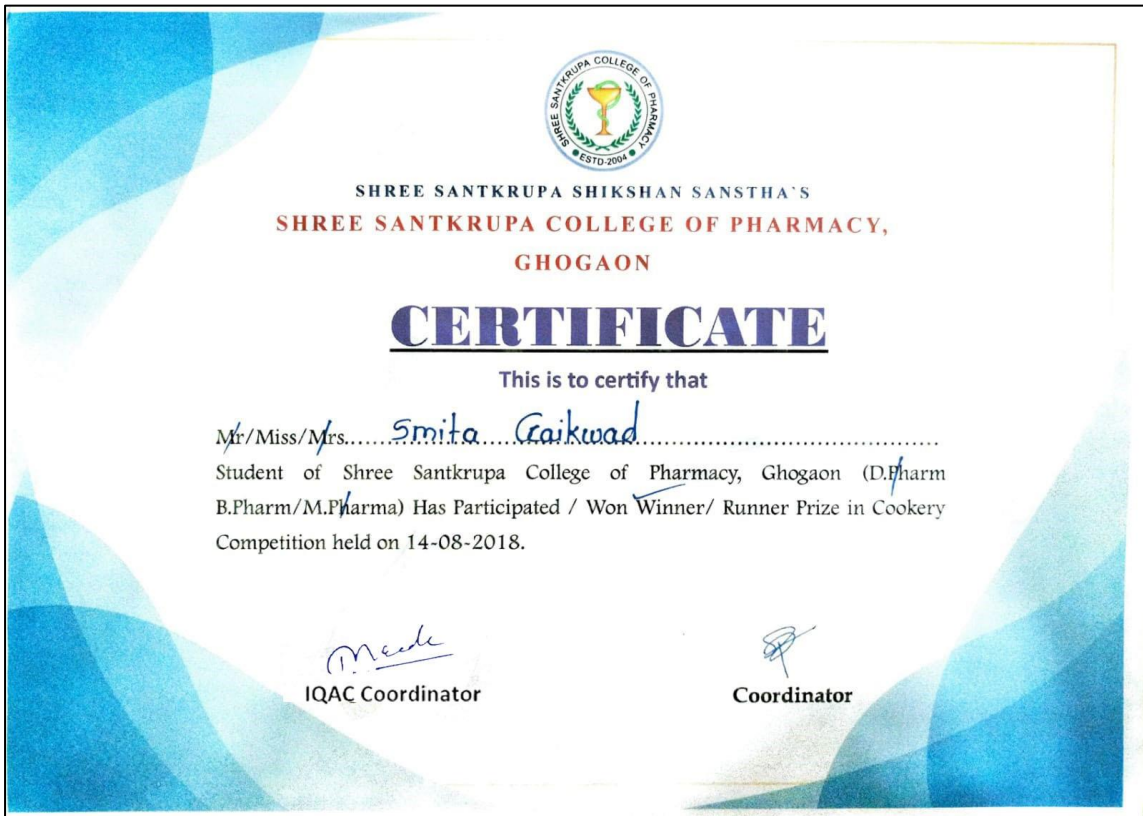 SHREE SANTKRUPA COLLEGE OF PHARMACY
ESTD-2004
SHREE SANTKRUPA SHIKSHAN SANSTHA`S
SHREE SANTKRUPA COLLEGE OF PHARMACY,
GHOGAON
CERTIFICATE
This is to certify that
Mr/Miss/Mrs..... Smita Gaikwad.......................................
Student of Shree Santkrupa College of Pharmacy, Ghogaon (D.Pharm
B.Pharm/M.Pharma) Has Participated / Won Winner/ Runner Prize in Cookery
Competition held on 14-08-2018.
IQAC Coordinator
Coordinator